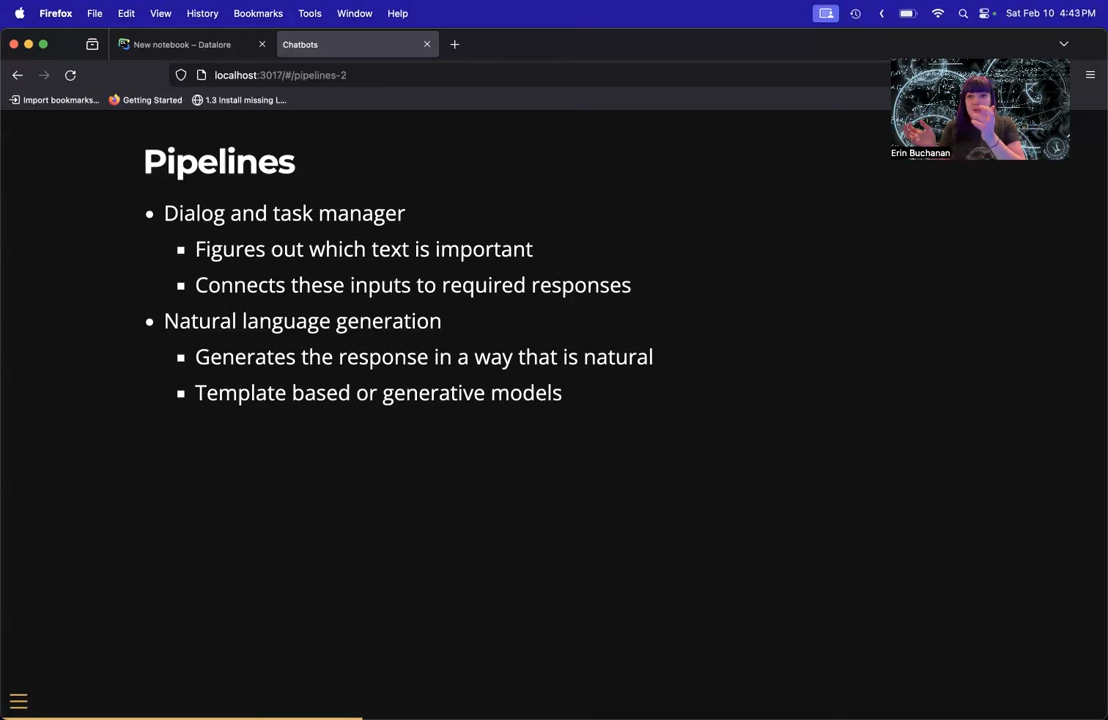 Firefox File Edit View History Bookmarks Tools Window Help Sat Feb 10 4:43 PM
New notebook – Datalore
Chatbots
localhost:3017/#/pipelines-2
Import bookmarks... Getting Started 1.3 Install missing L...
Erin Buchanan
Pipelines
• Dialog and task manager
▪ Figures out which text is important
▪ Connects these inputs to required responses
• Natural language generation
▪ Generates the response in a way that is natural
▪ Template based or generative models